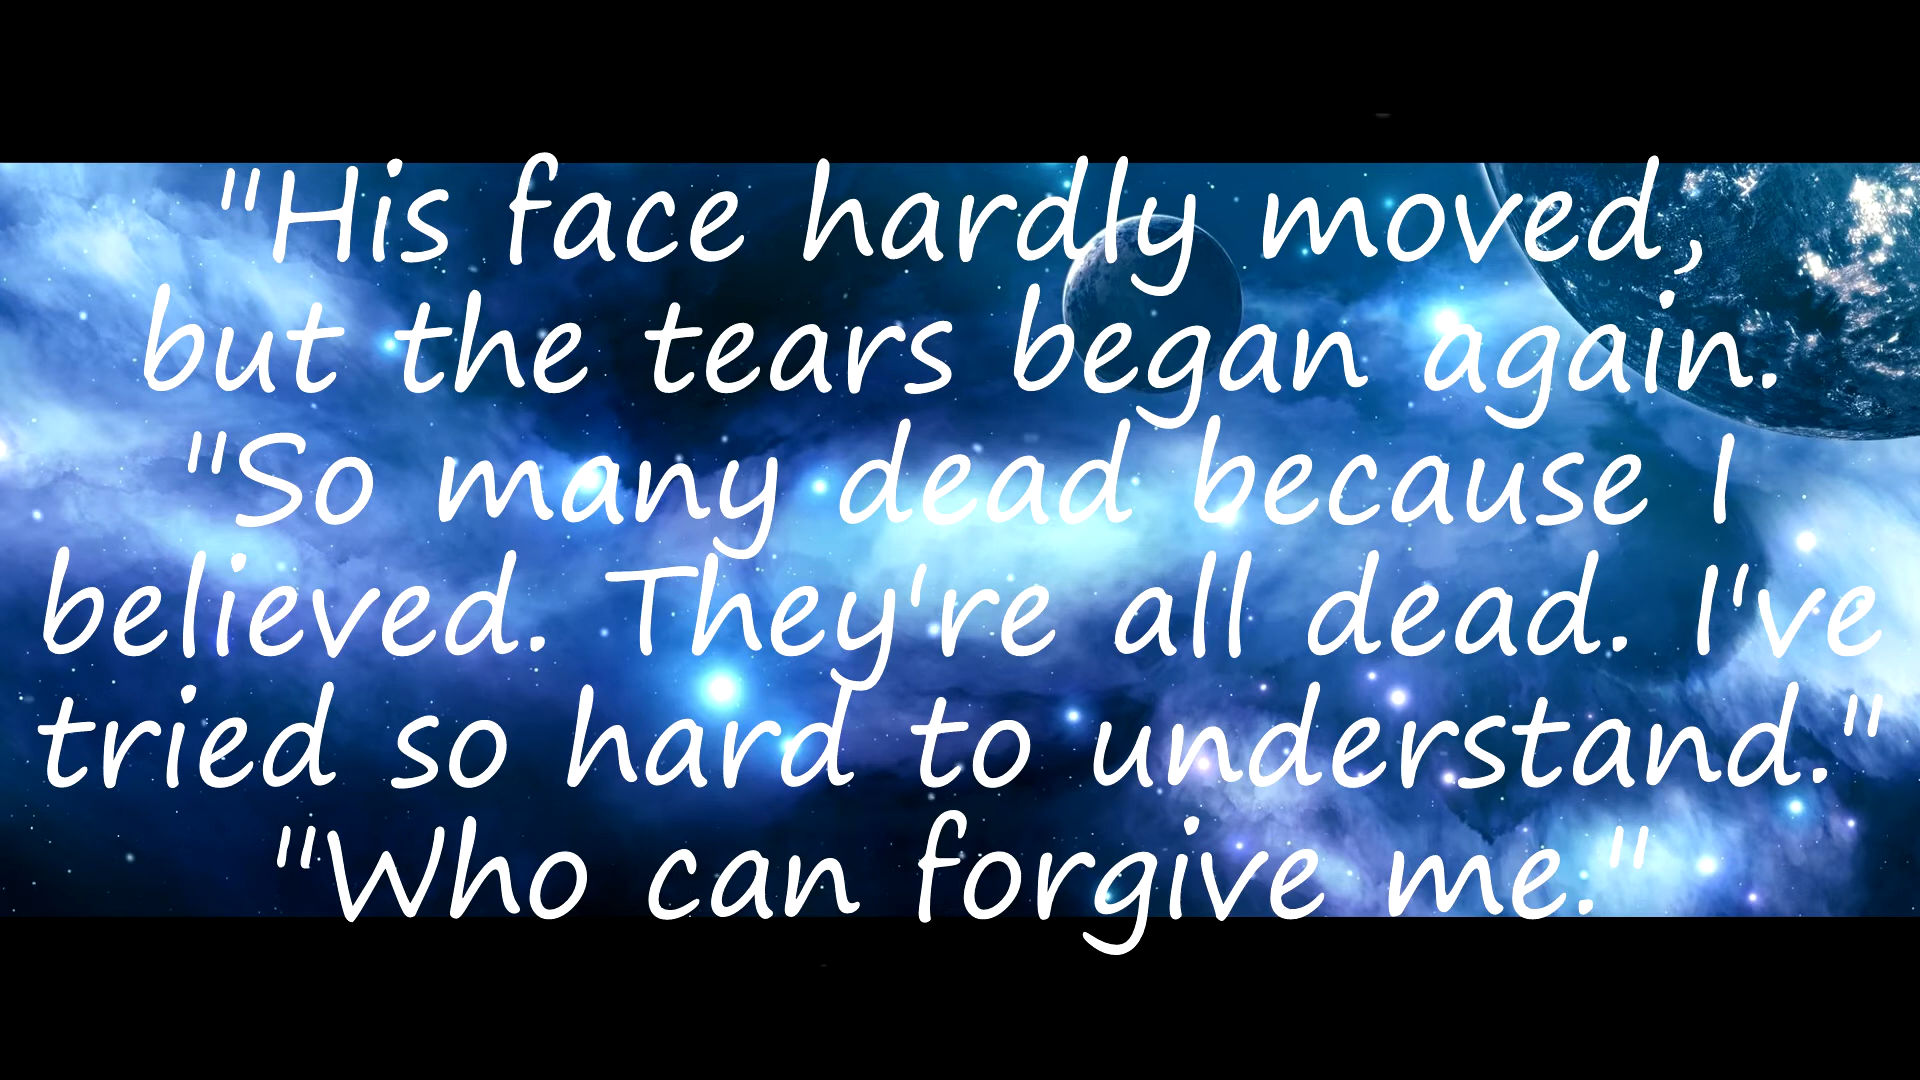 "His face hardly moved,
but the tears began again.
"So many dead because I
believed. They're all dead. I've
tried so hard to understand."
"Who can forgive me."